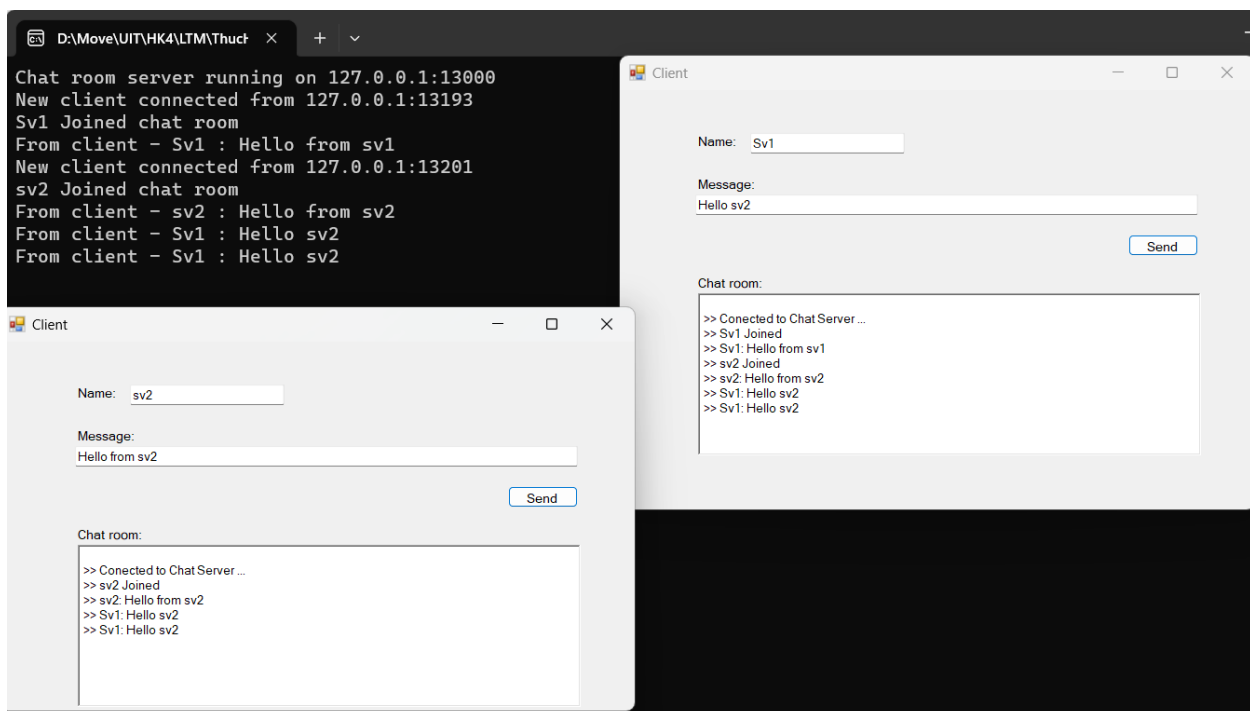 D:\Move\UIT\HK4\LTM\Thuch
Chat room server running on 127.0.0.1:13000
New client connected from 127.0.0.1:13193
Sv1 Joined chat room
From client - Sv1 : Hello from sv1
New client connected from 127.0.0.1:13201
sv2 Joined chat room
From client - sv2 : Hello from sv2
From client - Sv1 : Hello sv2
From client - Sv1 : Hello sv2
Client
Name: Sv1
Message:
Hello sv2
Send
Chat room:
>> Conected to Chat Server ...
>> Sv1 Joined
>> Sv1: Hello from sv1
>> sv2 Joined
>> sv2: Hello from sv2
>> Sv1: Hello sv2
>> Sv1: Hello sv2
Client
Name: sv2
Message:
Hello from sv2
Send
Chat room:
>> Conected to Chat Server ...
>> sv2 Joined
>> sv2: Hello from sv2
>> Sv1: Hello sv2
>> Sv1: Hello sv2